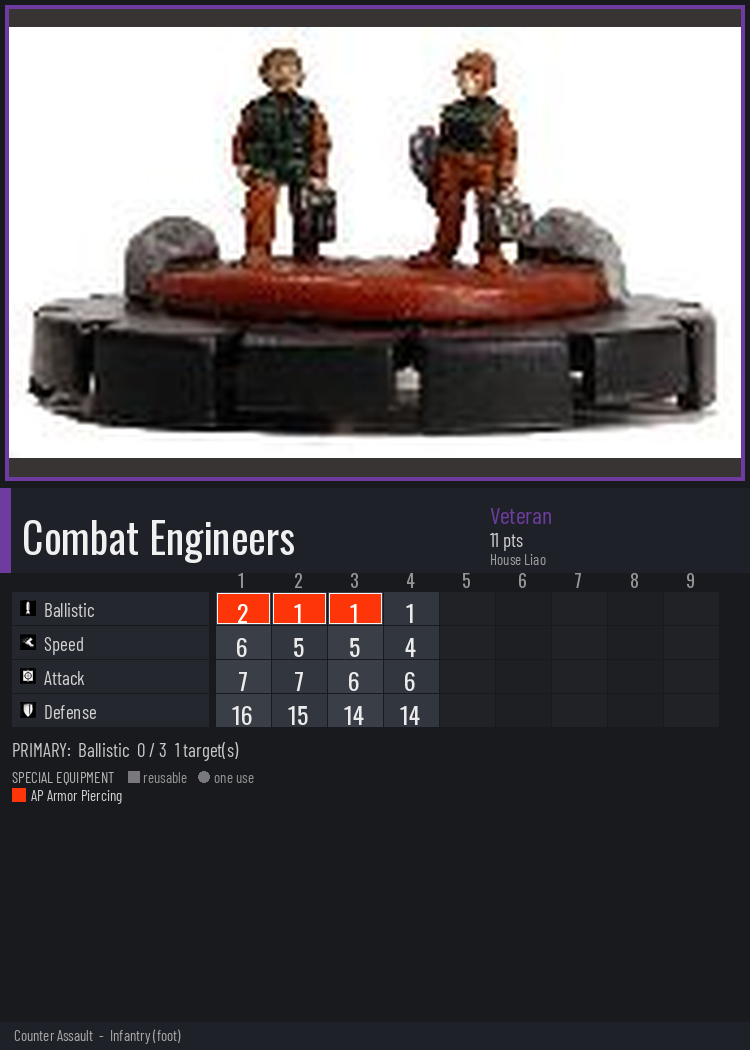 Combat Engineers
Veteran
11 pts
House Liao
1 2 3 4 5 6 7 8 9
Ballistic 2 1 1 1
Speed 6 5 5 4
Attack 7 7 6 6
Defense 16 15 14 14
PRIMARY: Ballistic 0 / 3 1 target(s)
SPECIAL EQUIPMENT reusable one use
AP Armor Piercing
Counter Assault - Infantry (foot)